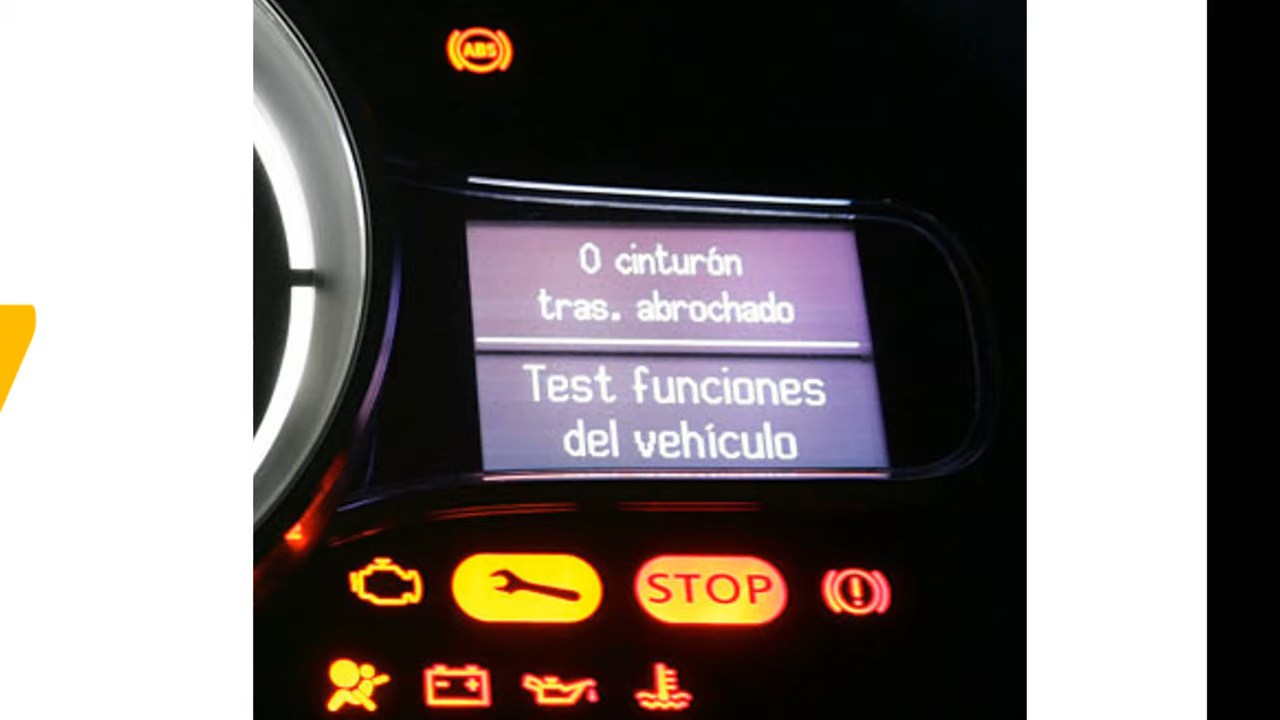 ABS
0 cinturón
tras. abrochado
Test funciones
del vehículo
STOP